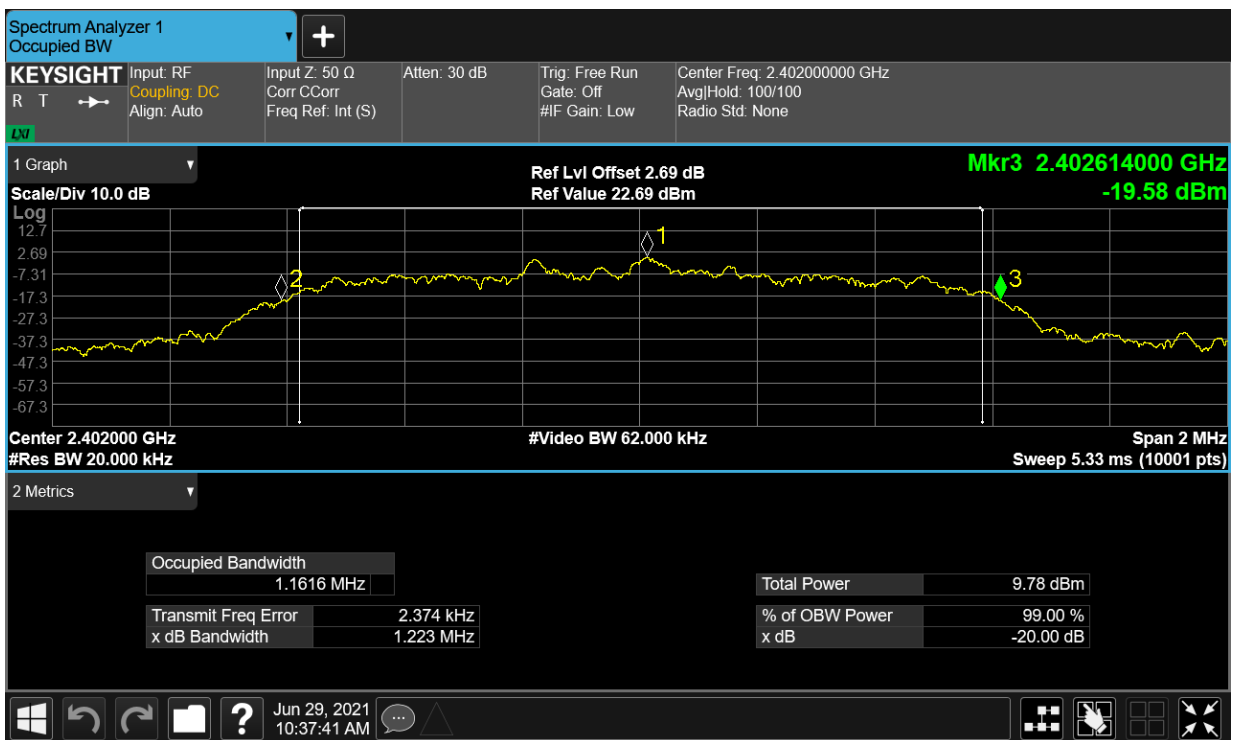 Spectrum Analyzer 1
Occupied BW
▼
+
KEYSIGHT
R T
LXI
Input: RF
Coupling: DC
Align: Auto
Input Z: 50 Ω
Corr CCorr
Freq Ref: Int (S)
Atten: 30 dB
Trig: Free Run
Gate: Off
#IF Gain: Low
Center Freq: 2.402000000 GHz
Avg|Hold: 100/100
Radio Std: None
1 Graph ▼
Scale/Div 10.0 dB
Ref Lvl Offset 2.69 dB
Ref Value 22.69 dBm
Mkr3 2.402614000 GHz
-19.58 dBm
Log
12.7
2.69
-7.31
-17.3
-27.3
-37.3
-47.3
-57.3
-67.3
1
2
3
Center 2.402000 GHz
#Res BW 20.000 kHz
#Video BW 62.000 kHz
Span 2 MHz
Sweep 5.33 ms (10001 pts)
2 Metrics ▼
Occupied Bandwidth
1.1616 MHz
Transmit Freq Error 2.374 kHz
x dB Bandwidth 1.223 MHz
Total Power 9.78 dBm
% of OBW Power 99.00 %
x dB -20.00 dB
?
Jun 29, 2021
10:37:41 AM